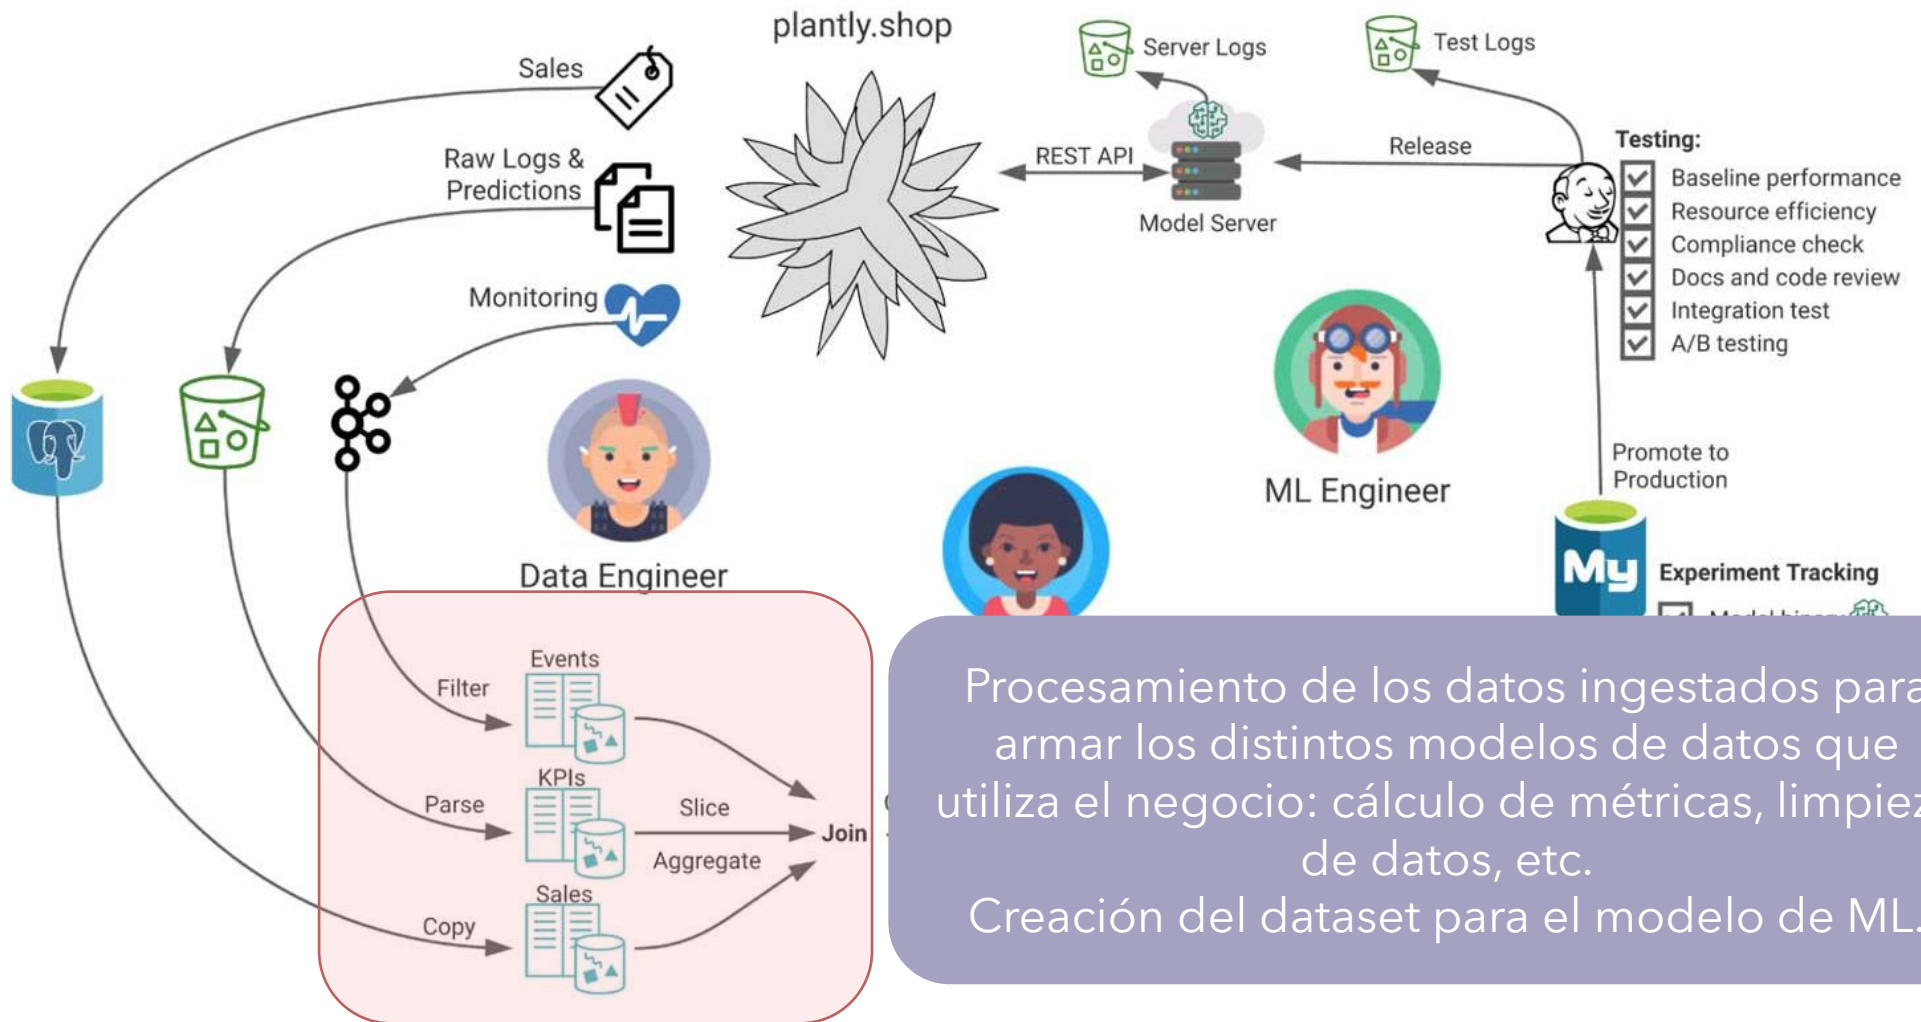 plantly.shop
Sales
Raw Logs &
Predictions
Monitoring
Server Logs
Test Logs
REST API
Release
Model Server
Testing:
Baseline performance
Resource efficiency
Compliance check
Docs and code review
Integration test
A/B testing
Data Engineer
ML Engineer
Promote to
Production
My
Experiment Tracking
Model binary
Events
Filter
KPIs
Parse
Slice
Join
Aggregate
Sales
Copy
Procesamiento de los datos ingestados para
armar los distintos modelos de datos que
utiliza el negocio: cálculo de métricas, limpiez
de datos, etc.
Creación del dataset para el modelo de ML.